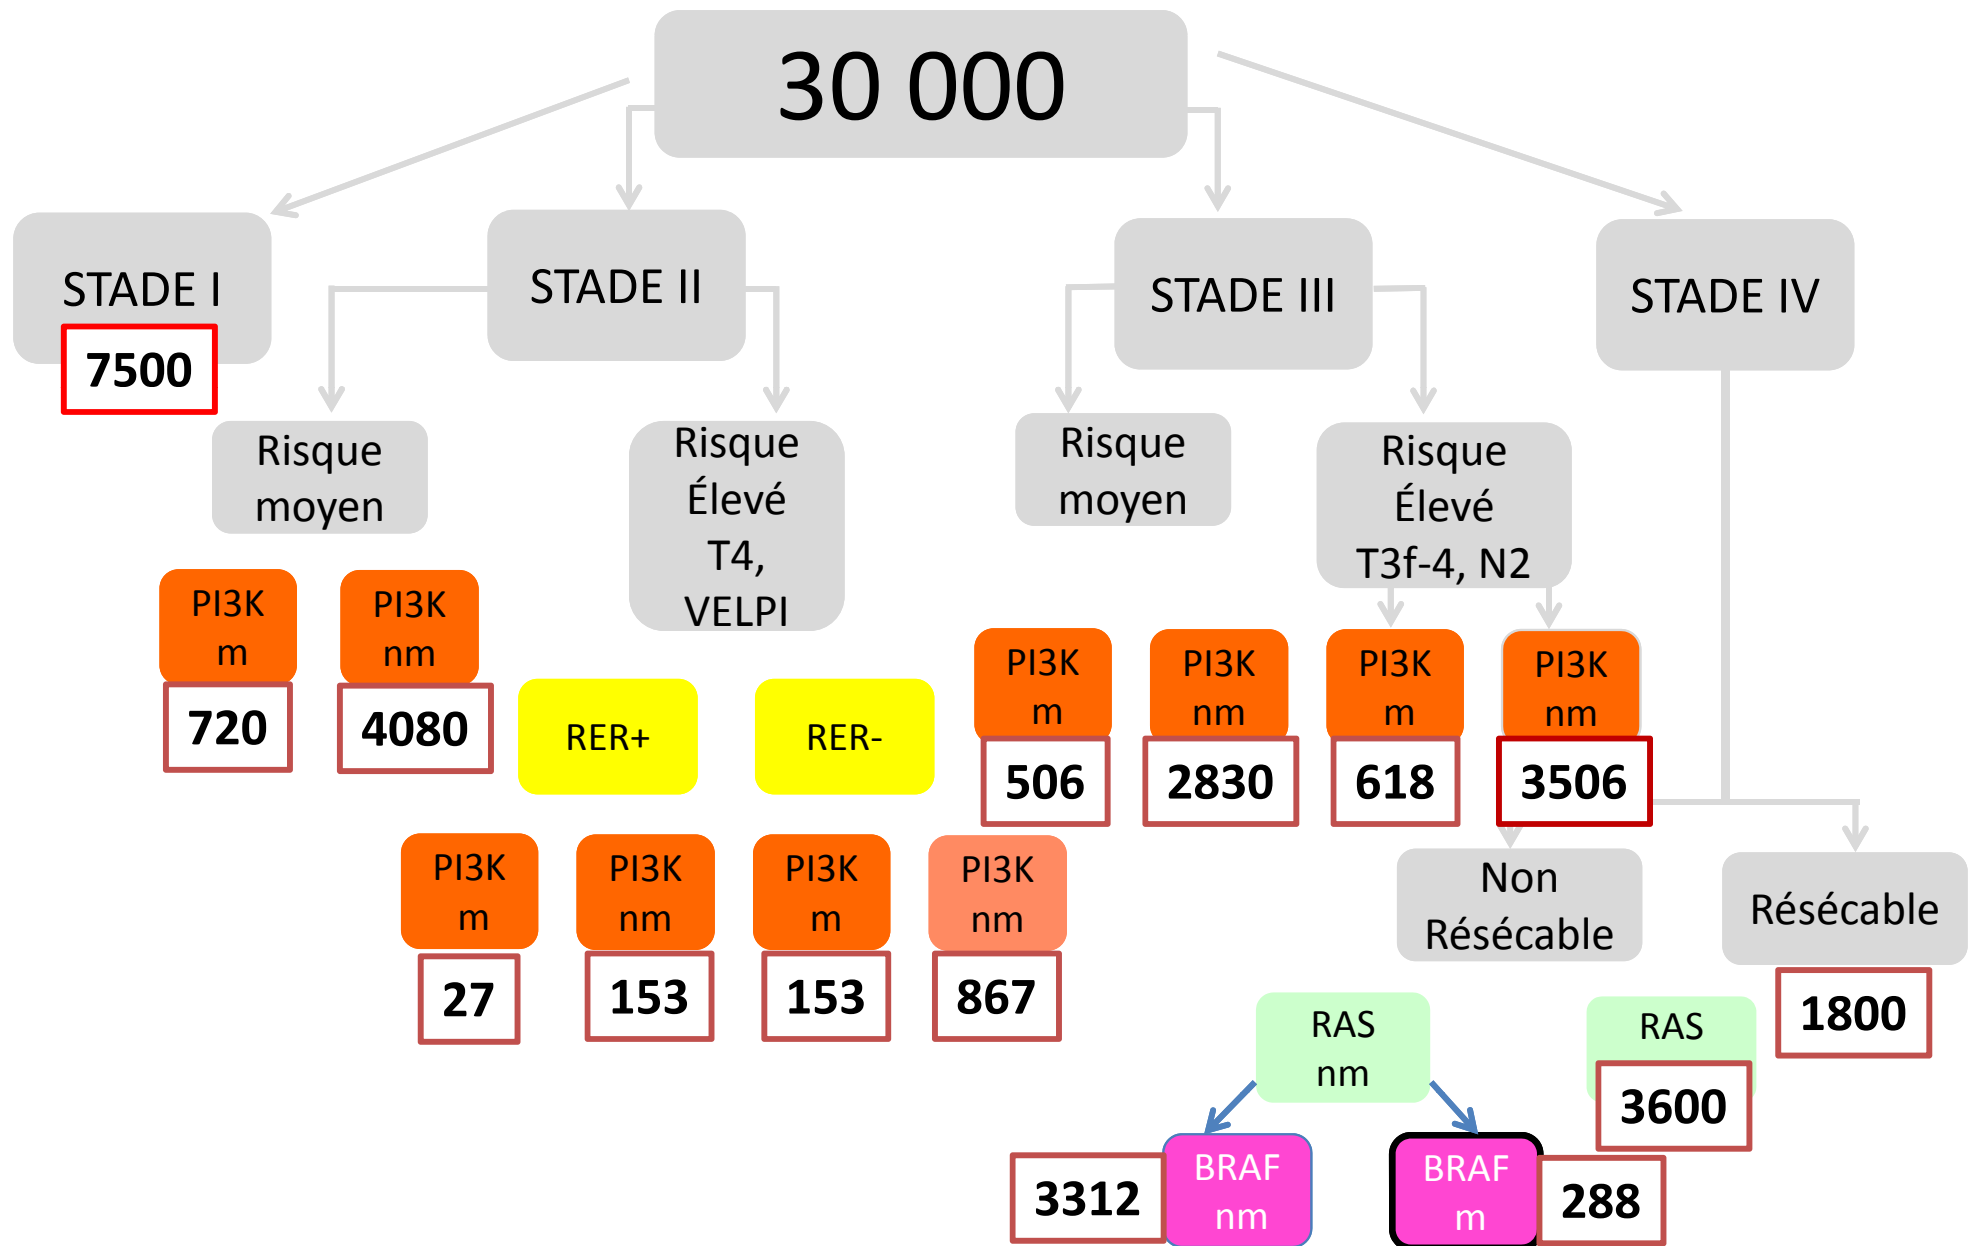 30 000
STADE I
7500
STADE II
STADE III
STADE IV
Risque
moyen
Risque
Élevé
T4,
VELPI
Risque
moyen
Risque
Élevé
T3f-4, N2
PI3K
m
720
PI3K
nm
4080
RER+
RER-
PI3K
m
506
PI3K
nm
2830
PI3K
m
618
PI3K
nm
3506
PI3K
m
27
PI3K
nm
153
PI3K
m
153
PI3K
nm
867
Non
Résécable
Résécable
1800
RAS
nm
RAS
3600
3312
BRAF
nm
BRAF
m
288